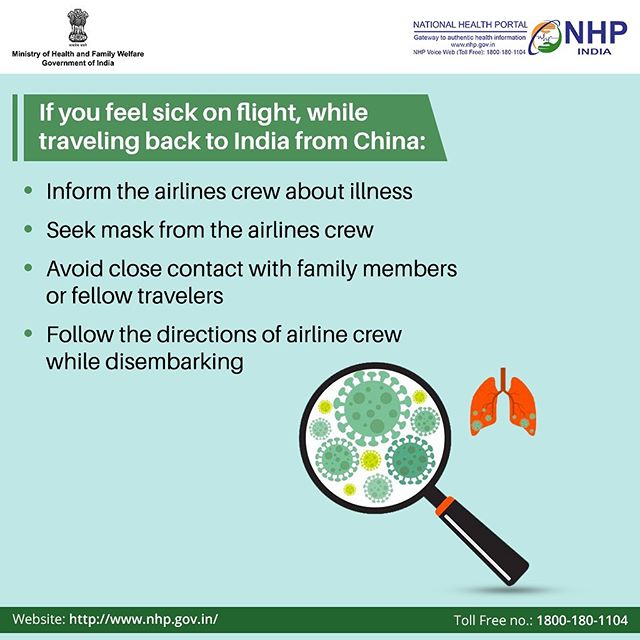 Ministry of Health and Family Welfare
Government of India
NATIONAL HEALTH PORTAL
Gateway to authentic health information
www.nhp.gov.in
NHP Voice Web (Toll Free): 1800-180-1104
NHP
INDIA
If you feel sick on flight, while
traveling back to India from China:
• Inform the airlines crew about illness
• Seek mask from the airlines crew
• Avoid close contact with family members
or fellow travelers
• Follow the directions of airline crew
while disembarking
Website: http://www.nhp.gov.in/
Toll Free no.: 1800-180-1104